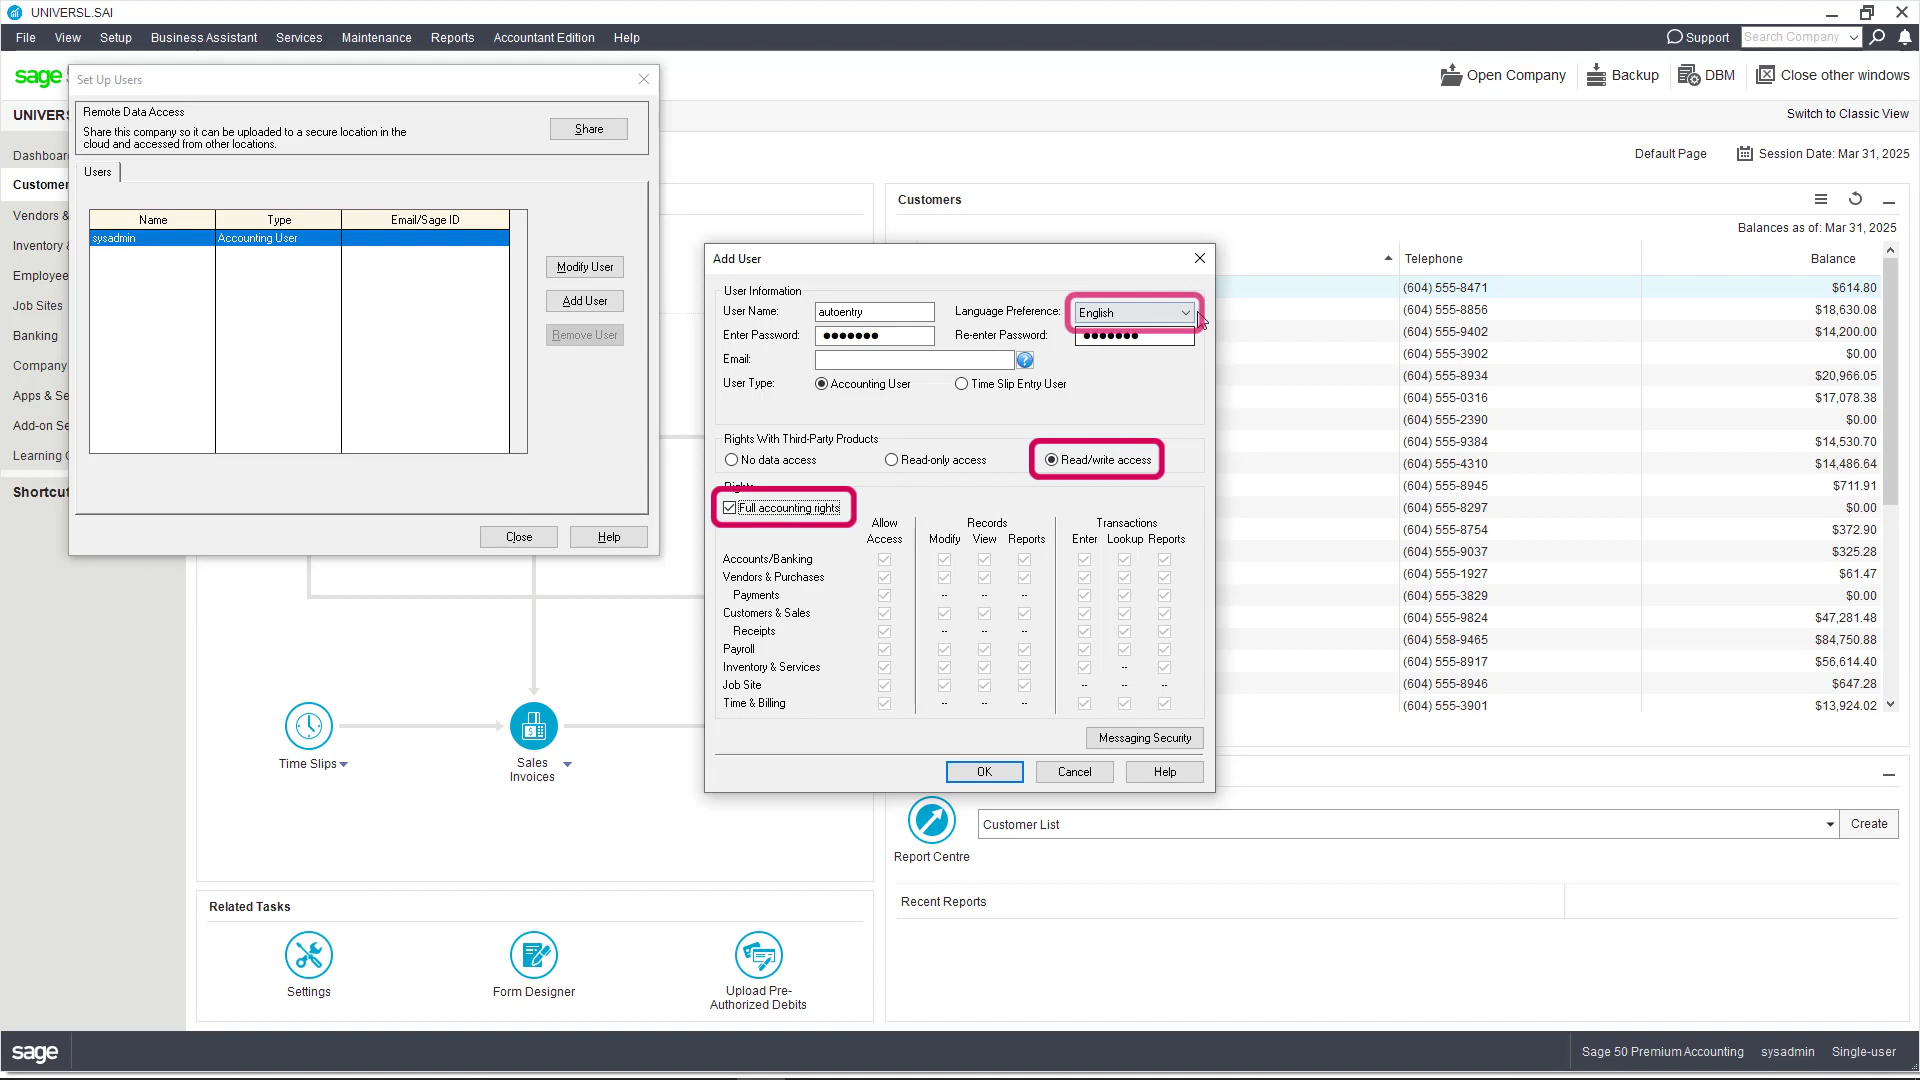 UNIVERSL.SAI
File View Setup Business Assistant Services Maintenance Reports Accountant Edition Help
Support Search Company
sage
Open Company Backup DBM Close other windows
UNIVERS
Switch to Classic View
Default Page Session Date: Mar 31, 2025
Dashboar
Customer
Vendors &
Inventory
Employee
Job Sites
Banking
Company
Apps & Se
Add-on Se
Learning
Shortcut
Set Up Users
Remote Data Access
Share this company so it can be uploaded to a secure location in the
cloud and accessed from other locations.
Share
Users
Name Type Email/Sage ID
sysadmin Accounting User
Modify User
Add User
Remove User
Close Help
Customers
Balances as of: Mar 31, 2025
Telephone Balance
(604) 555-8471 $614.80
(604) 555-8856 $18,630.08
(604) 555-9402 $14,200.00
(604) 555-3902 $0.00
(604) 555-8934 $20,966.05
(604) 555-0316 $17,078.38
(604) 555-2390 $0.00
(604) 555-9384 $14,530.70
(604) 555-4310 $14,486.64
(604) 555-8945 $711.91
(604) 555-8297 $0.00
(604) 555-8754 $372.90
(604) 555-9037 $325.28
(604) 555-1927 $61.47
(604) 555-3829 $0.00
(604) 555-9824 $47,281.48
(604) 558-9465 $84,750.88
(604) 555-8917 $56,614.40
(604) 555-8946 $647.28
(604) 555-3901 $13,924.02
Add User
User Information
User Name: autoentry Language Preference: English
Enter Password: ●●●●●●● Re-enter Password: ●●●●●●●
Email:
User Type: Accounting User Time Slip Entry User
Rights With Third-Party Products
No data access Read-only access Read/write access
Rights
Full accounting rights
Allow Records Transactions
Access Modify View Reports Enter Lookup Reports
Accounts/Banking
Vendors & Purchases
Payments -- -- --
Customers & Sales
Receipts -- -- --
Payroll
Inventory & Services --
Job Site -- -- --
Time & Billing -- -- --
Messaging Security
OK Cancel Help
Time Slips
Sales
Invoices
Customer List Create
Report Centre
Recent Reports
Related Tasks
Settings
Form Designer
Upload Pre-
Authorized Debits
sage
Sage 50 Premium Accounting sysadmin Single-user